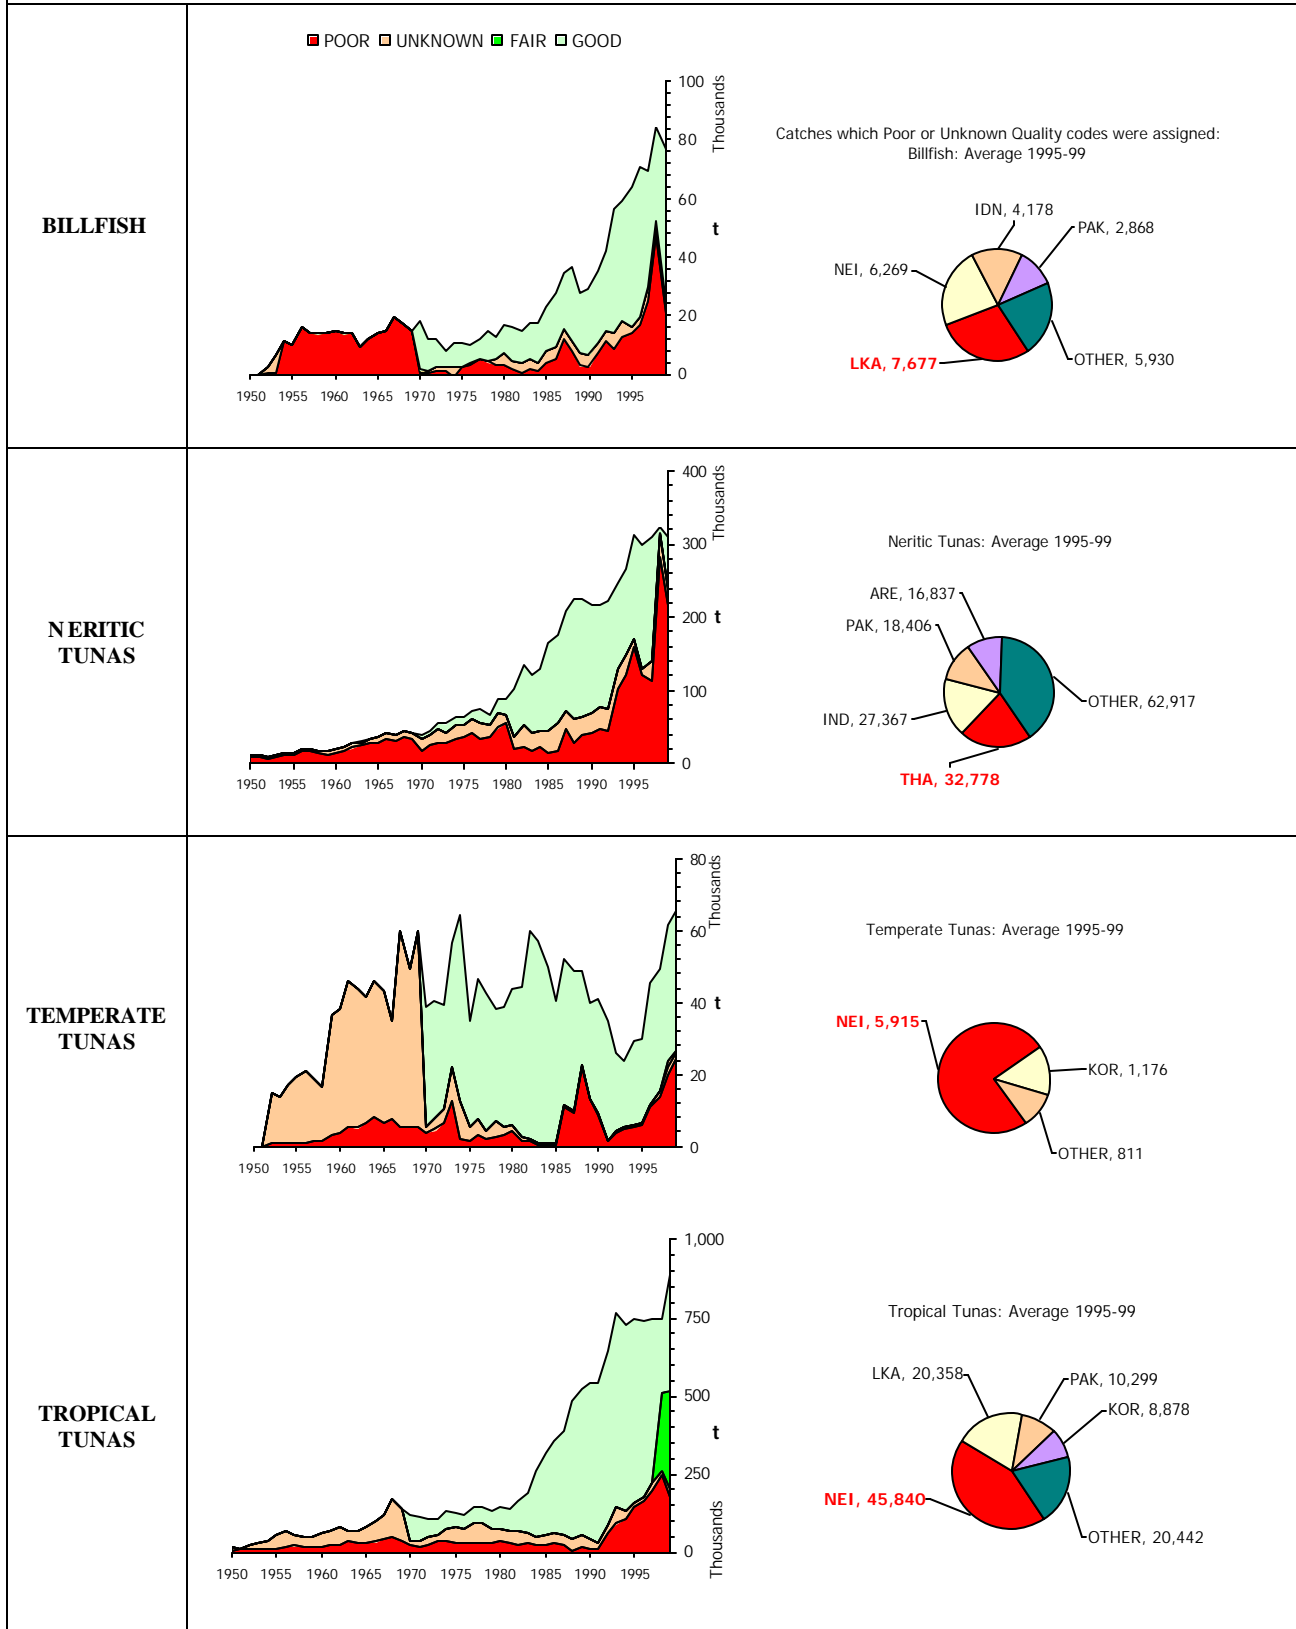 POOR UNKNOWN FAIR GOOD
BILLFISH
100
80
60
40
20
0
Thousands
t
1950 1955 1960 1965 1970 1975 1980 1985 1990 1995
Catches which Poor or Unknown Quality codes were assigned:
Billfish: Average 1995-99
IDN, 4,178
PAK, 2,868
NEI, 6,269
LKA, 7,677
OTHER, 5,930
NERITIC
TUNAS
400
300
200
100
0
Thousands
t
1950 1955 1960 1965 1970 1975 1980 1985 1990 1995
Neritic Tunas: Average 1995-99
ARE, 16,837
PAK, 18,406
IND, 27,367
OTHER, 62,917
THA, 32,778
TEMPERATE
TUNAS
80
60
40
20
0
Thousands
t
1950 1955 1960 1965 1970 1975 1980 1985 1990 1995
Temperate Tunas: Average 1995-99
NEI, 5,915
KOR, 1,176
OTHER, 811
TROPICAL
TUNAS
1,000
750
500
250
0
t
Thousands
1950 1955 1960 1965 1970 1975 1980 1985 1990 1995
Tropical Tunas: Average 1995-99
LKA, 20,358
PAK, 10,299
KOR, 8,878
NEI, 45,840
OTHER, 20,442